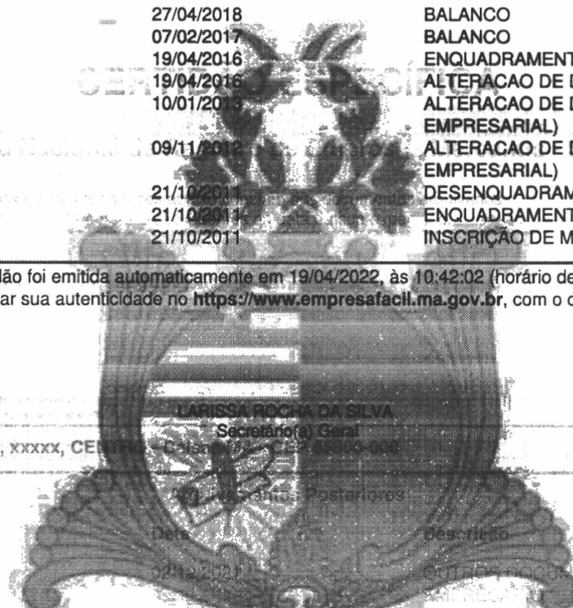 27/04/2018 BALANCO
07/02/2017 BALANCO
19/04/2016 ENQUADRAMENT
19/04/2016 ALTERACAO DE D
10/01/2013 ALTERACAO DE D
EMPRESARIAL)
09/11/2012 ALTERACAO DE D
EMPRESARIAL)
21/10/2011 DESENQUADRAM
21/10/2011 ENQUADRAMENT
21/10/2011 INSCRIÇÃO DE M
dão foi emitida automaticamente em 19/04/2022, às 10:42:02 (horário de
ar sua autenticidade no https://www.empresafacil.ma.gov.br, com o c
LARISSA ROCHA DA SILVA
Secretário(a) Geral
, xxxxx, CENTRO
Posteriores
Data Descrição